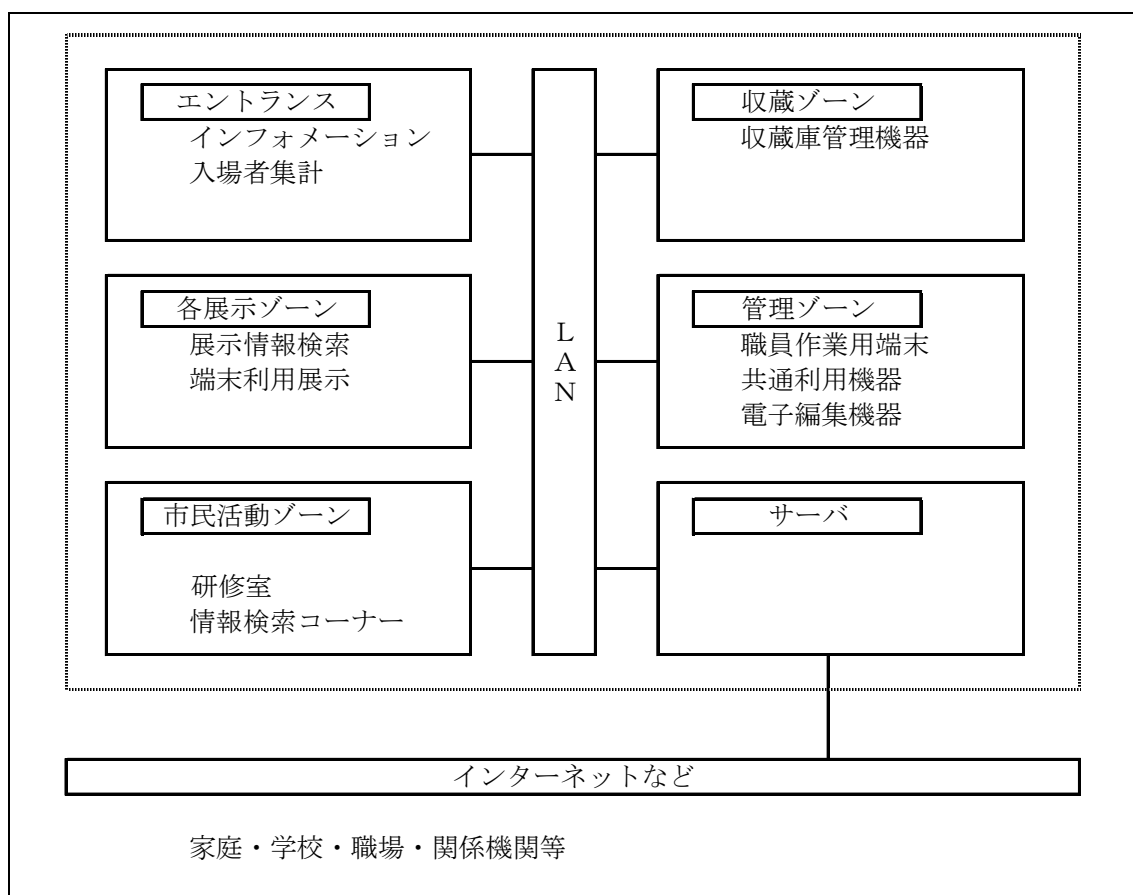 エントランス
インフォメーション
入場者集計
収蔵ゾーン
収蔵庫管理機器
各展示ゾーン
展示情報検索
端末利用展示
LAN
管理ゾーン
職員作業用端末
共通利用機器
電子編集機器
市民活動ゾーン
研修室
情報検索コーナー
サーバ
インターネットなど
家庭・学校・職場・関係機関等